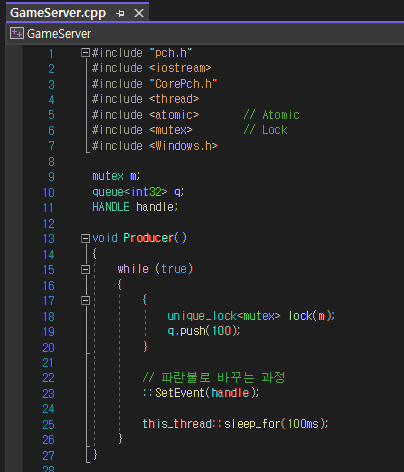 GameServer.cpp
GameServer
1 #include "pch.h"
2 #include <iostream>
3 #include "CorePch.h"
4 #include <thread>
5 #include <atomic> // Atomic
6 #include <mutex> // Lock
7 #include <Windows.h>
8
9 mutex m;
10 queue<int32> q;
11 HANDLE handle;
12
13 void Producer()
14 {
15 while (true)
16 {
17 {
18 unique_lock<mutex> lock(m);
19 q.push(100);
20 }
21
22 // 파란불로 바꾸는 과정
23 ::SetEvent(handle);
24
25 this_thread::sleep_for(100ms);
26 }
27 }
28